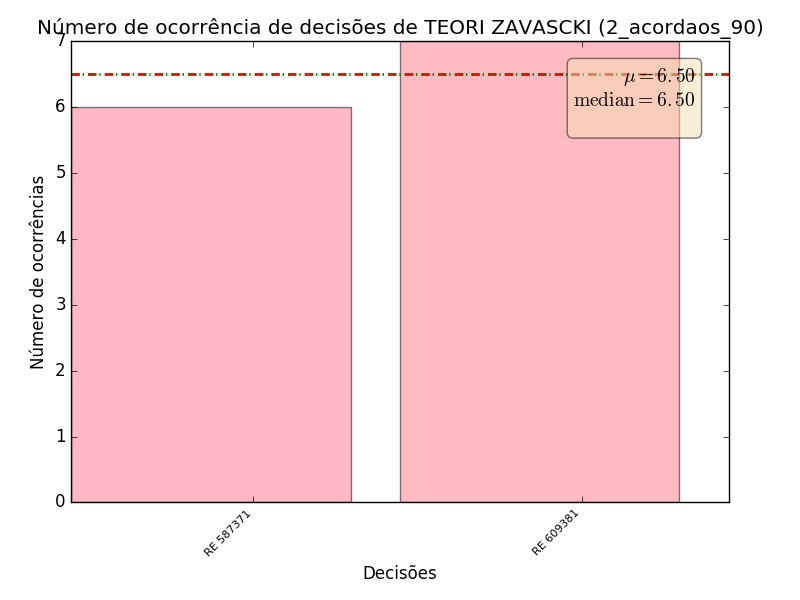 Número de ocorrência de decisões de TEORI ZAVASCKI (2_acordaos_90)
7
6
5
4
3
2
1
0
Número de ocorrências
μ = 6.50
median = 6.50
RE 587371
RE 609381
Decisões